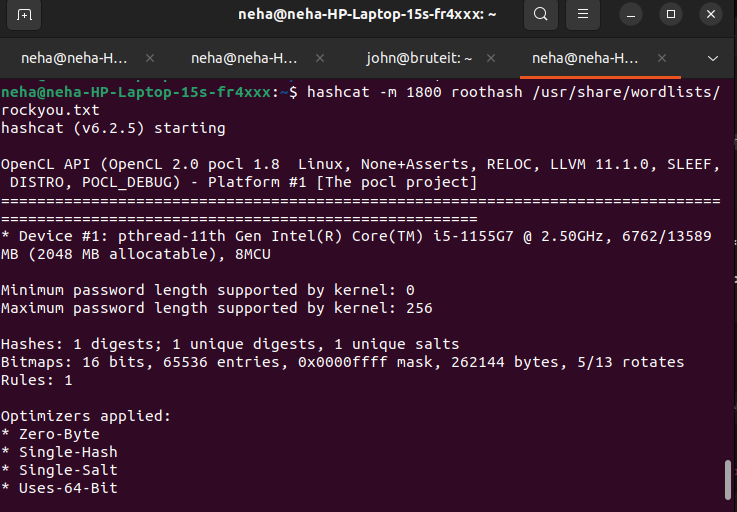 neha@neha-HP-Laptop-15s-fr4xxx: ~
neha@neha-H... × neha@neha-H... × john@bruteit: ~ × neha@neha-H... ×
neha@neha-HP-Laptop-15s-fr4xxx:~$ hashcat -m 1800 roothash /usr/share/wordlists/
rockyou.txt
hashcat (v6.2.5) starting
OpenCL API (OpenCL 2.0 pocl 1.8  Linux, None+Asserts, RELOC, LLVM 11.1.0, SLEEF,
 DISTRO, POCL_DEBUG) - Platform #1 [The pocl project]
================================================================================
=====================================================
* Device #1: pthread-11th Gen Intel(R) Core(TM) i5-1155G7 @ 2.50GHz, 6762/13589
MB (2048 MB allocatable), 8MCU
Minimum password length supported by kernel: 0
Maximum password length supported by kernel: 256
Hashes: 1 digests; 1 unique digests, 1 unique salts
Bitmaps: 16 bits, 65536 entries, 0x0000ffff mask, 262144 bytes, 5/13 rotates
Rules: 1
Optimizers applied:
* Zero-Byte
* Single-Hash
* Single-Salt
* Uses-64-Bit